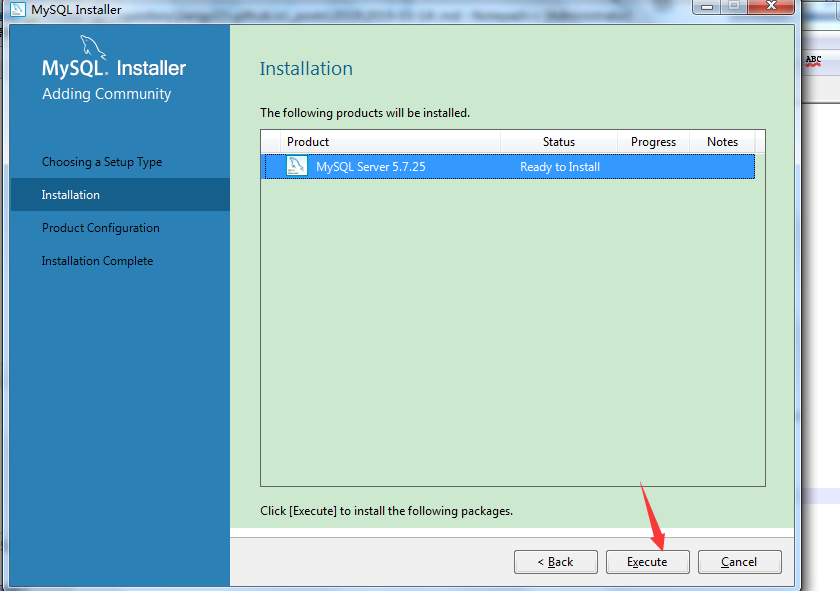 MySQL Installer
MySQL. Installer
Adding Community
Choosing a Setup Type
Installation
Product Configuration
Installation Complete
Installation
The following products will be installed.
Product Status Progress Notes
MySQL Server 5.7.25 Ready to Install
Click [Execute] to install the following packages.
< Back Execute Cancel
ABC